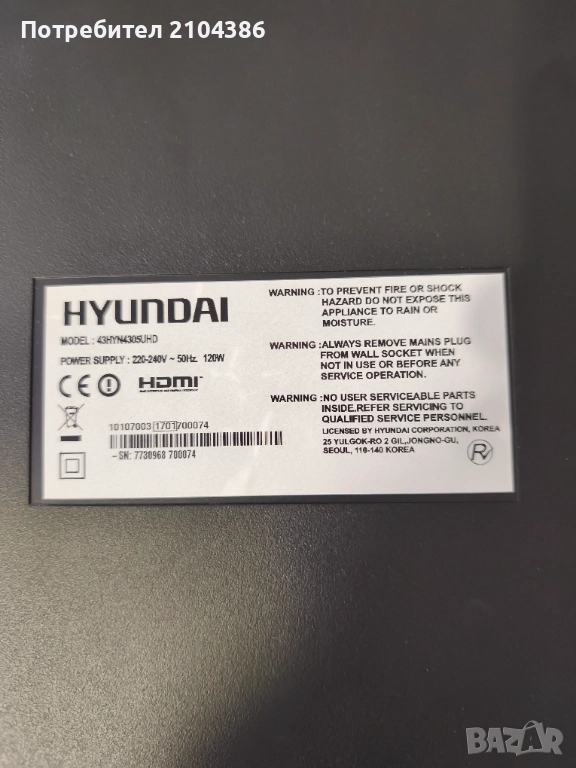 Потребител 2104386
HYUNDAI
MODEL : 43HYN4305UHD
POWER SUPPLY : 220-240V ~ 50Hz. 120W
CE
HDMI
10107003 1701 700074
-SN: 7730968 700074
WARNING :TO PREVENT FIRE OR SHOCK
HAZARD DO NOT EXPOSE THIS
APPLIANCE TO RAIN OR
MOISTURE.
WARNING :ALWAYS REMOVE MAINS PLUG
FROM WALL SOCKET WHEN
NOT IN USE OR BEFORE ANY
SERVICE OPERATION.
WARNING :NO USER SERVICEABLE PARTS
INSIDE.REFER SERVICING TO
QUALIFIED SERVICE PERSONNEL.
LICENSED BY HYUNDAI CORPORATION, KOREA
25 YULGOK-RO 2 GIL,JONGNO-GU,
SEOUL, 110-140 KOREA
BAZAR